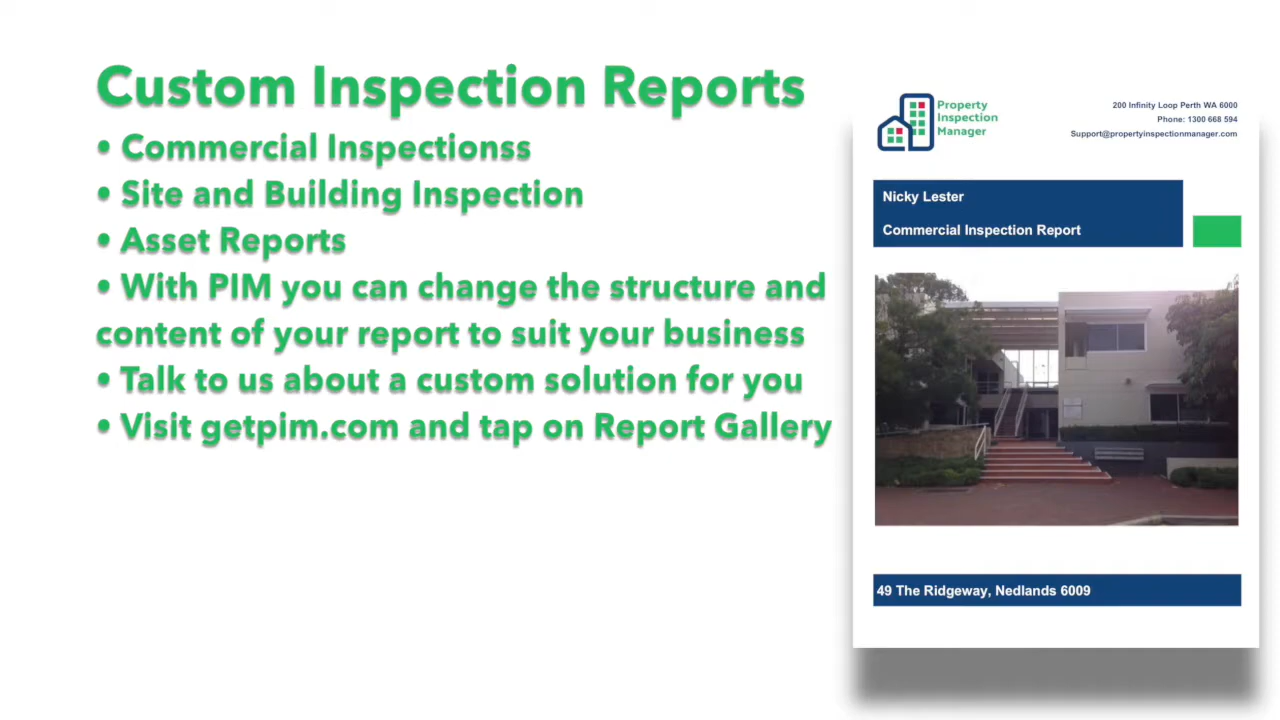 Custom Inspection Reports
• Commercial Inspectionss
• Site and Building Inspection
• Asset Reports
• With PIM you can change the structure and
content of your report to suit your business
• Talk to us about a custom solution for you
• Visit getpim.com and tap on Report Gallery
Property
Inspection
Manager
200 Infinity Loop Perth WA 6000
Phone: 1300 668 594
Support@propertyinspectionmanager.com
Nicky Lester
Commercial Inspection Report
49 The Ridgeway, Nedlands 6009